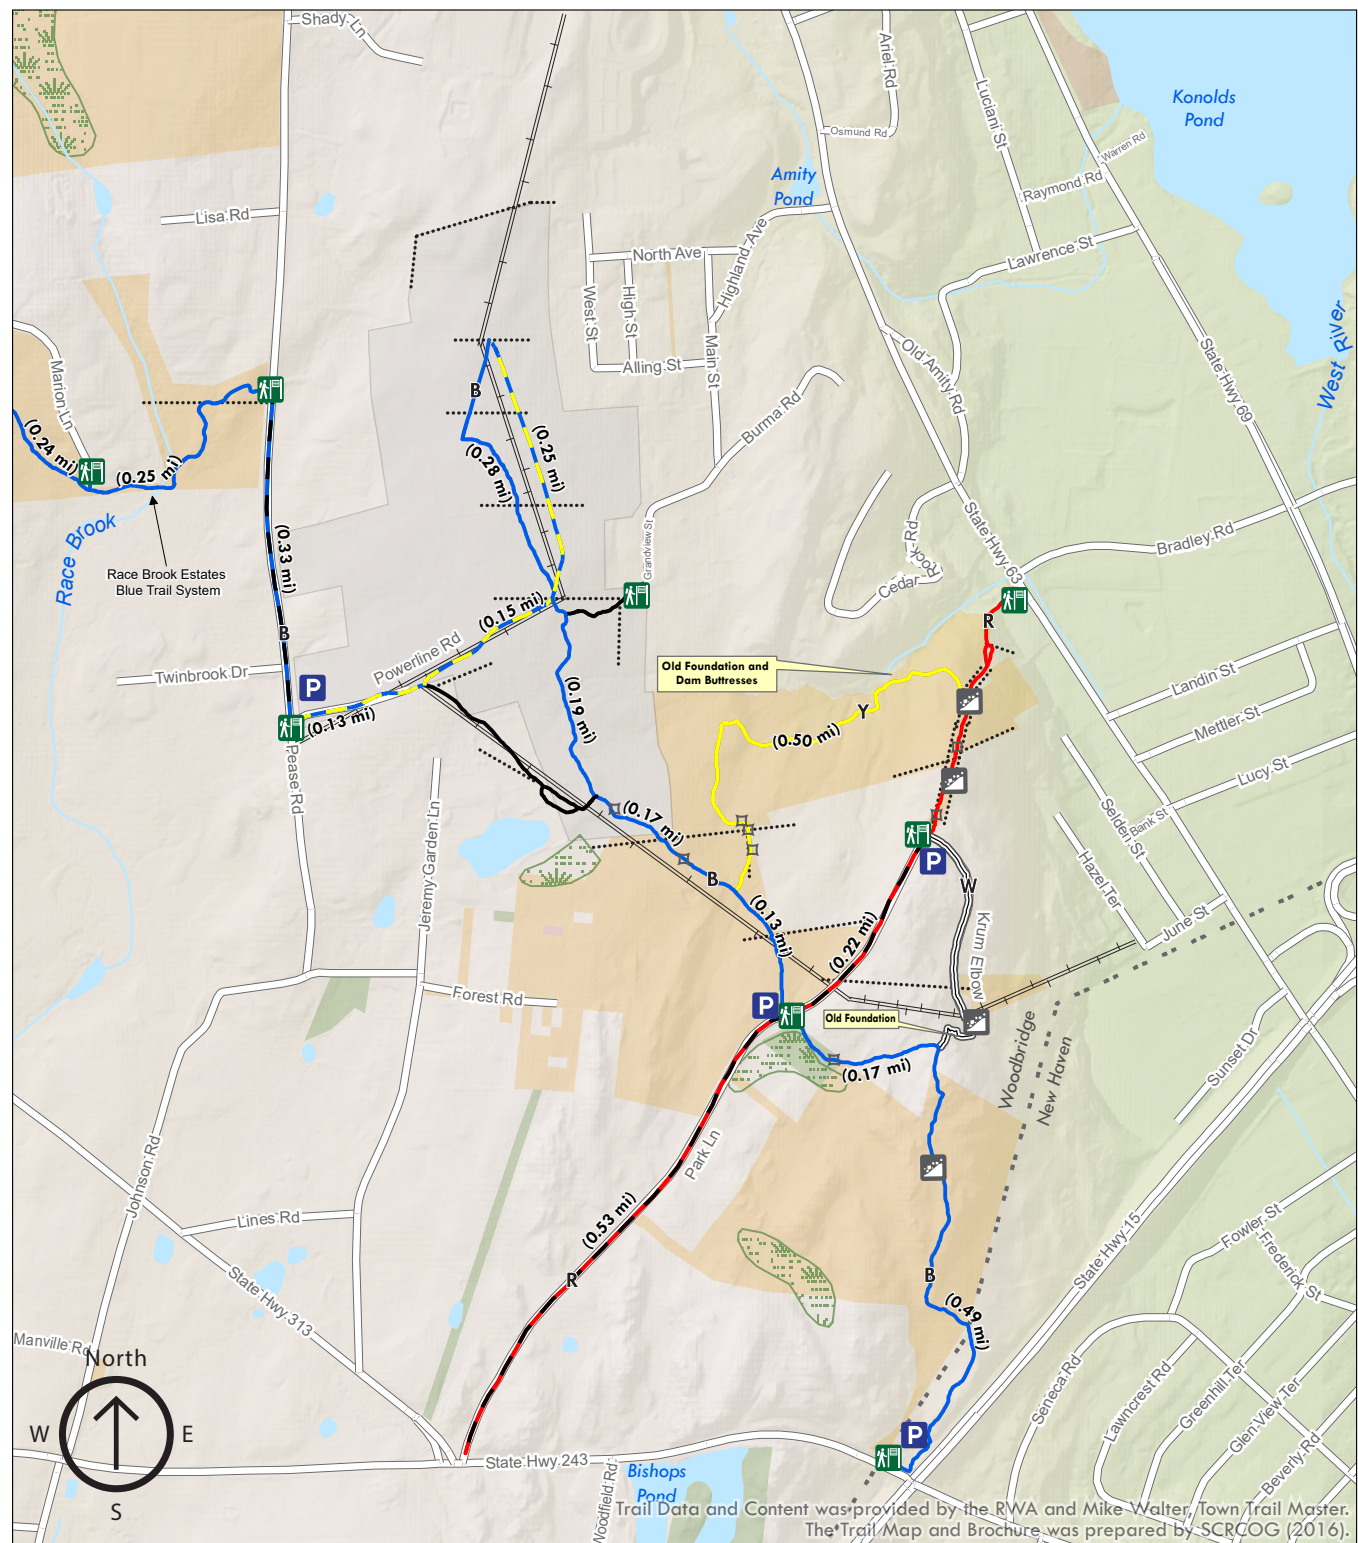 Shady Ln
Ariel Rd
Luciani St
Konolds
Pond
Osmund Rd
Warren Rd
Amity
Pond
Raymond Rd
Lisa Rd
Lawrence St
North Ave
Highland Ave
West St
High St
Main St
Alling St
State Hwy 69
West River
Old Amity Rd
Marion Ln
B
Burma Rd
(0.24 mi)
(0.25 mi)
(0.28 mi)
(0.25 mi)
Race Brook
Race Brook Estates
Blue Trail System
(0.33 mi)
Grandview St
State Hwy 63
Bradley Rd
Cedar Rock Rd
(0.15 mi)
B
R
Powerline Rd
Twinbrook Dr
P
Old Foundation and
Dam Buttresses
Landin St
(0.13 mi)
(0.19 mi)
Y
(0.50 mi)
Mettler St
Pease Rd
Lucy St
Selden St
Bank St
(0.17 mi)
P
Jeremy Garden Ln
Hazel Ter
B
W
(0.13 mi)
(0.22 mi)
Krum Elbow
June St
Forest Rd
P
Old Foundation
Woodbridge
New Haven
Sunset Dr
(0.17 mi)
Park Ln
Johnson Rd
Lines Rd
(0.53 mi)
State Hwy 15
Fowler St
Frederick St
R
B
State Hwy 313
(0.49 mi)
Manville Rd
North
W
E
S
Seneca Rd
Lawncrest Rd
Greenhill Ter
Glen View Ter
Beverly Rd
P
State Hwy 243
Woodfield Rd
Bishops
Pond
Trail Data and Content was provided by the RWA and Mike Walter, Town Trail Master.
The Trail Map and Brochure was prepared by SCRCOG (2016).